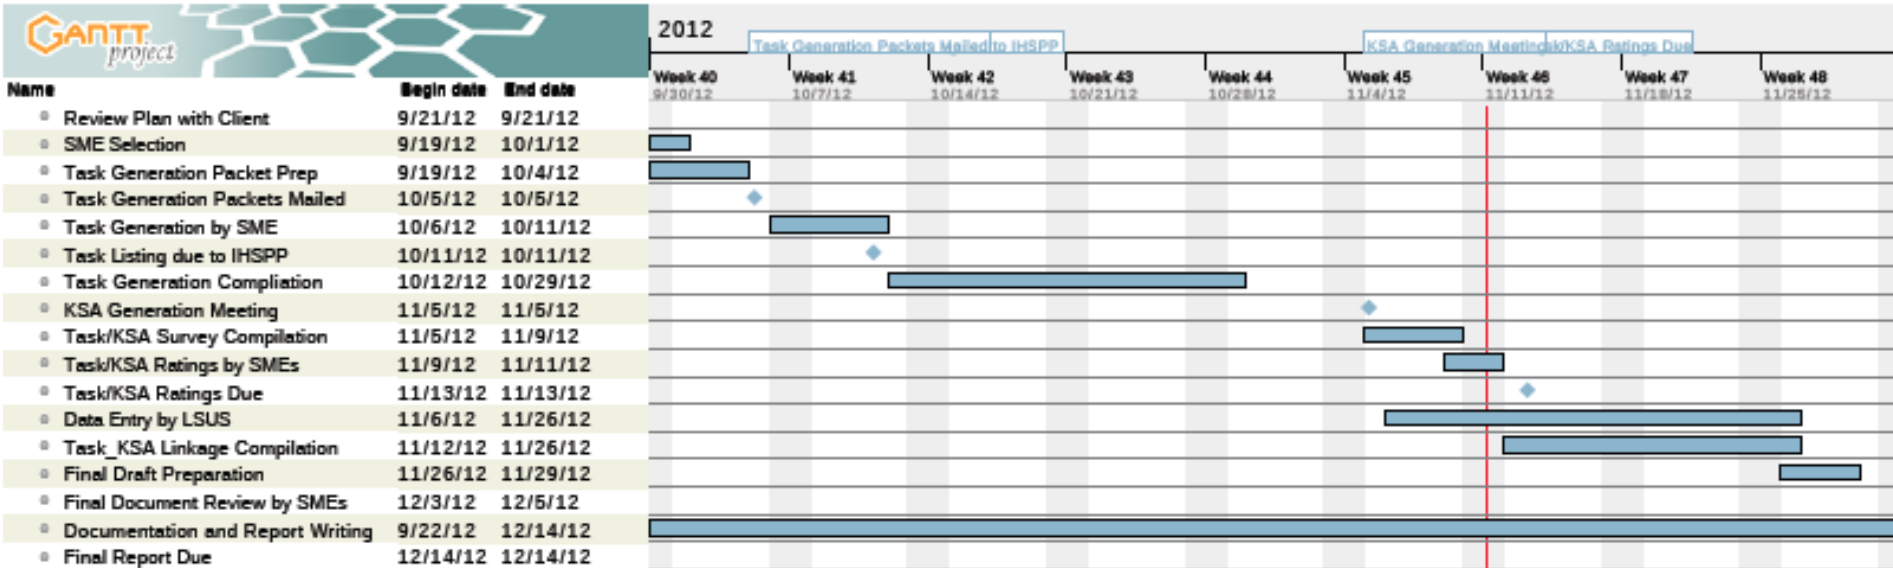 GANTT
project
2012
Task Generation Packets Mailed to IHSPP KSA Generation Meeting sk/KSA Ratings Due
Week 40 Week 41 Week 42 Week 43 Week 44 Week 45 Week 46 Week 47 Week 48
Name Begin date End date 9/30/12 10/7/12 10/14/12 10/21/12 10/28/12 11/4/12 11/11/12 11/18/12 11/25/12
Review Plan with Client 9/21/12 9/21/12
SME Selection 9/19/12 10/1/12
Task Generation Packet Prep 9/19/12 10/4/12
Task Generation Packets Mailed 10/5/12 10/5/12
Task Generation by SME 10/6/12 10/11/12
Task Listing due to IHSPP 10/11/12 10/11/12
Task Generation Compliation 10/12/12 10/29/12
KSA Generation Meeting 11/5/12 11/5/12
Task/KSA Survey Compilation 11/5/12 11/9/12
Task/KSA Ratings by SMEs 11/9/12 11/11/12
Task/KSA Ratings Due 11/13/12 11/13/12
Data Entry by LSUS 11/6/12 11/26/12
Task_KSA Linkage Compilation 11/12/12 11/26/12
Final Draft Preparation 11/26/12 11/29/12
Final Document Review by SMEs 12/3/12 12/5/12
Documentation and Report Writing 9/22/12 12/14/12
Final Report Due 12/14/12 12/14/12